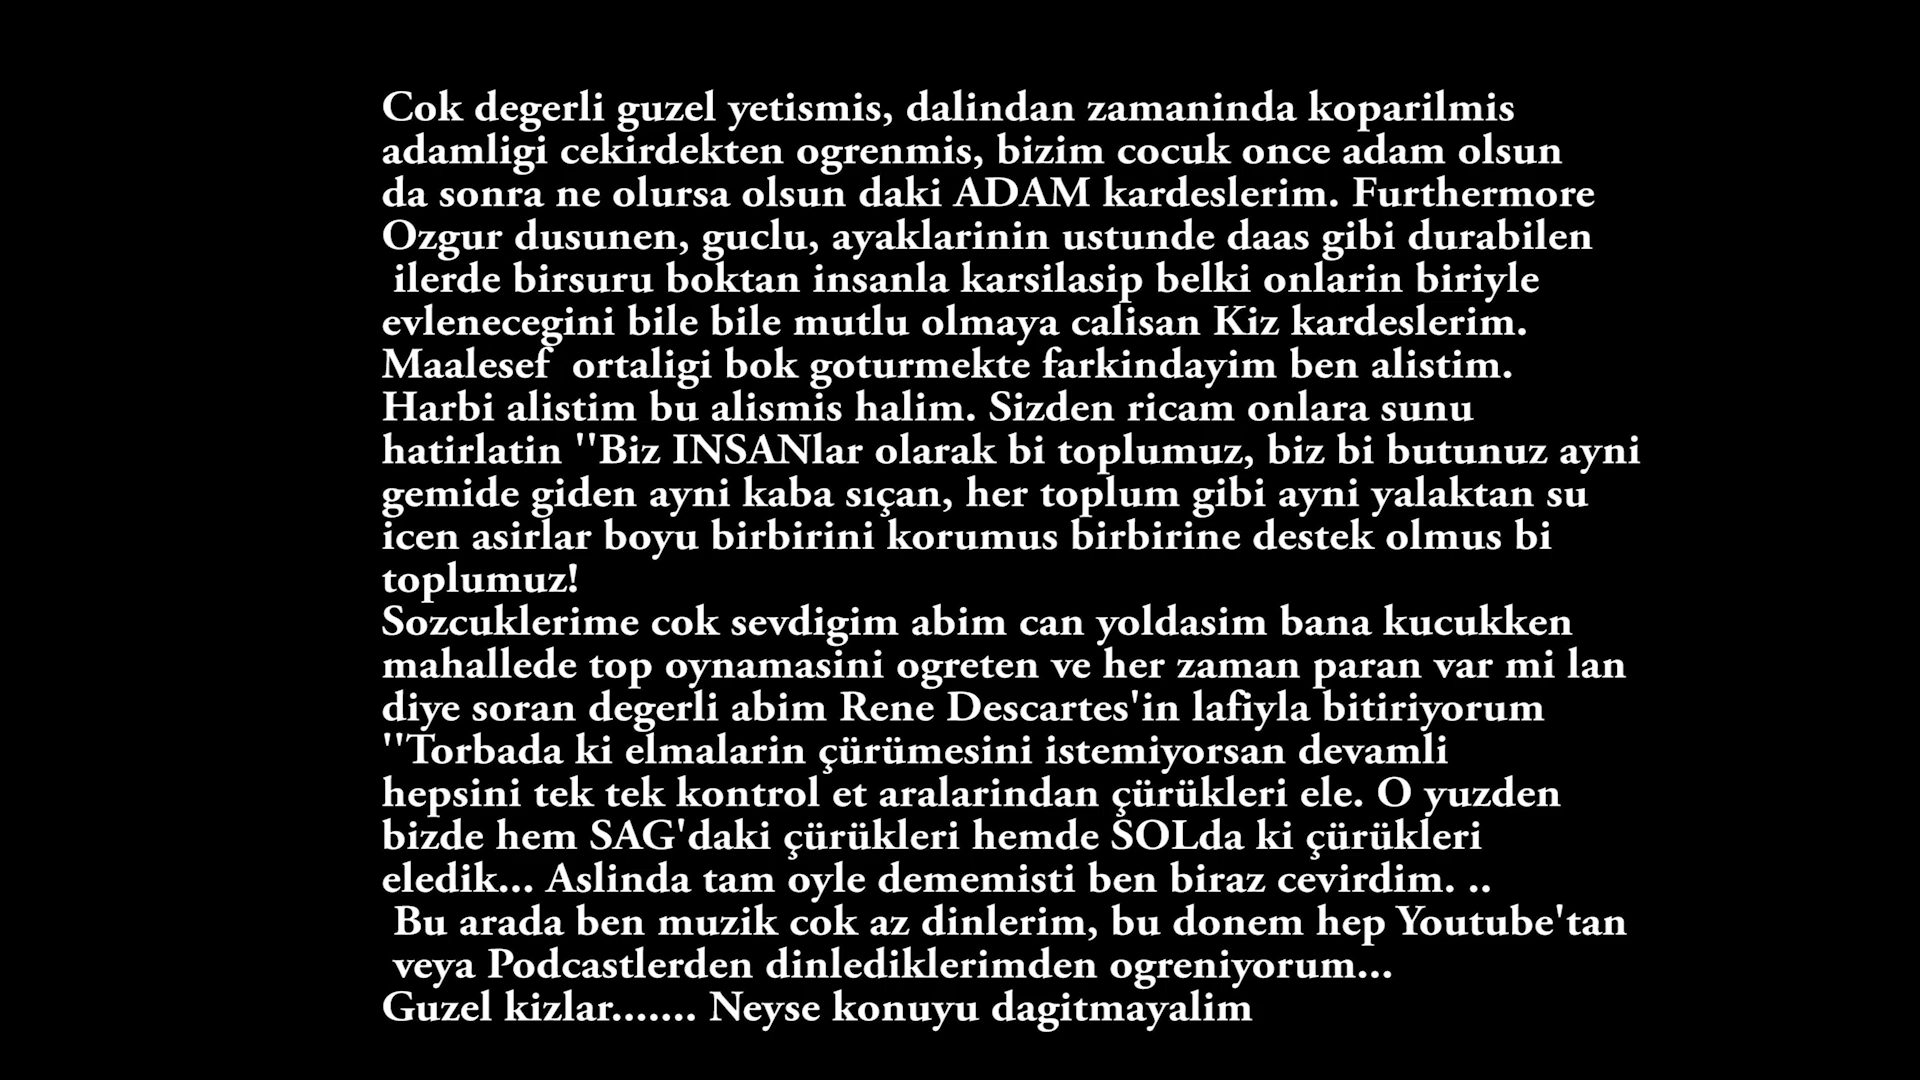 Cok degerli guzel yetismis, dalindan zamaninda koparilmis
adamligi cekirdekten ogrenmis, bizim cocuk once adam olsun
da sonra ne olursa olsun daki ADAM kardeslerim. Furthermore
Ozgur dusunen, guclu, ayaklarinin ustunde daas gibi durabilen
ilerde birsuru boktan insanla karsilasip belki onlarin biriyle
evlenecegini bile bile mutlu olmaya calisan Kiz kardeslerim.
Maalesef  ortaligi bok goturmekte farkindayim ben alistim.
Harbi alistim bu alismis halim. Sizden ricam onlara sunu
hatirlatin "Biz INSANlar olarak bi toplumuz, biz bi butunuz ayni
gemide giden ayni kaba sıçan, her toplum gibi ayni yalaktan su
icen asirlar boyu birbirini korumus birbirine destek olmus bi
toplumuz!
Sozcuklerime cok sevdigim abim can yoldasim bana kucukken
mahallede top oynamasini ogreten ve her zaman paran var mi lan
diye soran degerli abim Rene Descartes'in lafiyla bitiriyorum
"Torbada ki elmalarin çürümesini istemiyorsan devamli
hepsini tek tek kontrol et aralarindan çürükleri ele. O yuzden
bizde hem SAG'daki çürükleri hemde SOLda ki çürükleri
eledik... Aslinda tam oyle dememisti ben biraz cevirdim. ..
Bu arada ben muzik cok az dinlerim, bu donem hep Youtube'tan
veya Podcastlerden dinlediklerimden ogreniyorum...
Guzel kizlar....... Neyse konuyu dagitmayalim